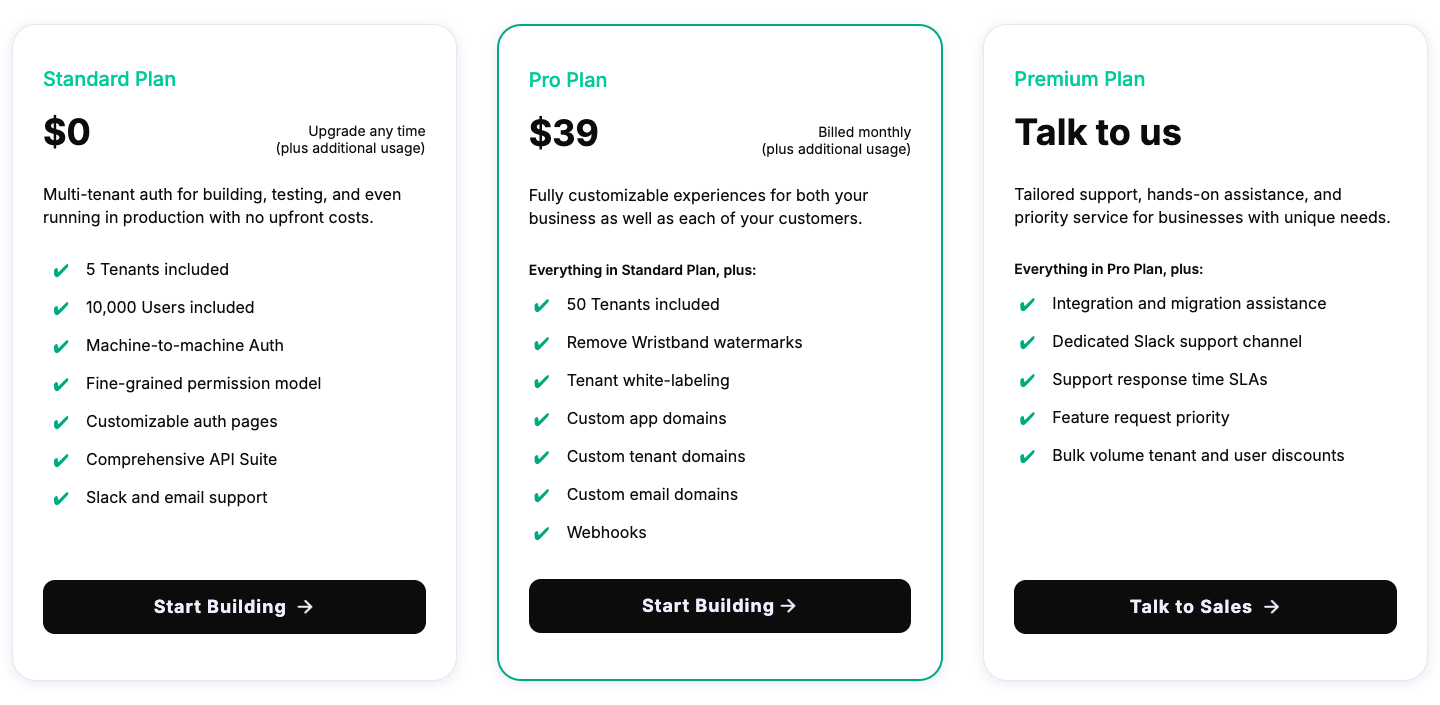 Standard Plan
$0
Upgrade any time
(plus additional usage)
Multi-tenant auth for building, testing, and even
running in production with no upfront costs.
✔ 5 Tenants included
✔ 10,000 Users included
✔ Machine-to-machine Auth
✔ Fine-grained permission model
✔ Customizable auth pages
✔ Comprehensive API Suite
✔ Slack and email support
Start Building →
Pro Plan
$39
Billed monthly
(plus additional usage)
Fully customizable experiences for both your
business as well as each of your customers.
Everything in Standard Plan, plus:
✔ 50 Tenants included
✔ Remove Wristband watermarks
✔ Tenant white-labeling
✔ Custom app domains
✔ Custom tenant domains
✔ Custom email domains
✔ Webhooks
Start Building →
Premium Plan
Talk to us
Tailored support, hands-on assistance, and
priority service for businesses with unique needs.
Everything in Pro Plan, plus:
✔ Integration and migration assistance
✔ Dedicated Slack support channel
✔ Support response time SLAs
✔ Feature request priority
✔ Bulk volume tenant and user discounts
Talk to Sales →